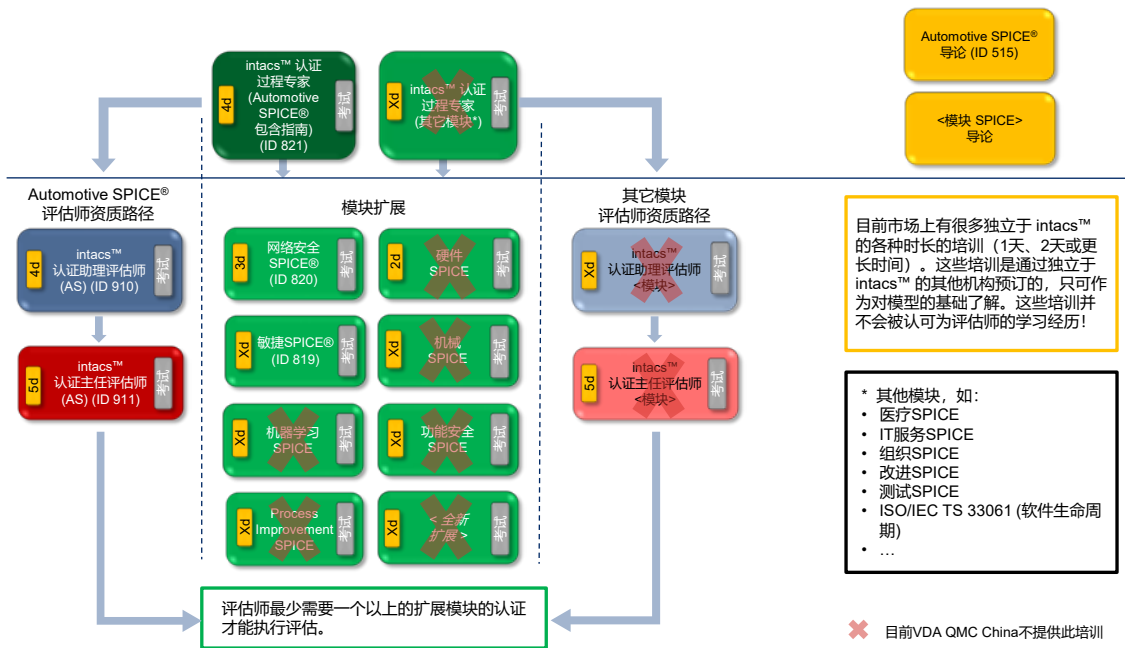 4d
intacs™ 认证
过程专家
(Automotive
SPICE®
包含指南)
(ID 821)
考试
Xd
intacs™ 认证
过程专家
(其它模块*)
考试
Automotive SPICE®
导论 (ID 515)
<模块 SPICE>
导论
Automotive SPICE®
评估师资质路径
模块扩展
其它模块
评估师资质路径
4d
intacs™
认证助理评估师
(AS) (ID 910)
考试
5d
intacs™
认证主任评估师
(AS) (ID 911)
考试
3d
网络安全
SPICE®
(ID 820)
考试
2d
硬件
SPICE
考试
Xd
敏捷SPICE®
(ID 819)
考试
Xd
机械
SPICE
考试
Xd
机器学习
SPICE
考试
Xd
功能安全
SPICE
考试
Xd
Process
Improvement
SPICE
考试
Xd
< 全新
扩展 >
考试
Xd
intacs™
认证助理评估师
<模块>
考试
5d
intacs™
认证主任评估师
<模块>
考试
目前市场上有很多独立于 intacs™
的各种时长的培训（1天、2天或更
长时间）。这些培训是通过独立于
intacs™ 的其他机构预订的，只可作
为对模型的基础了解。这些培训并
不会被认可为评估师的学习经历！
* 其他模块，如：
• 医疗SPICE
• IT服务SPICE
• 组织SPICE
• 改进SPICE
• 测试SPICE
• ISO/IEC TS 33061 (软件生命周
期)
• …
评估师最少需要一个以上的扩展模块的认证
才能执行评估。
目前VDA QMC China不提供此培训